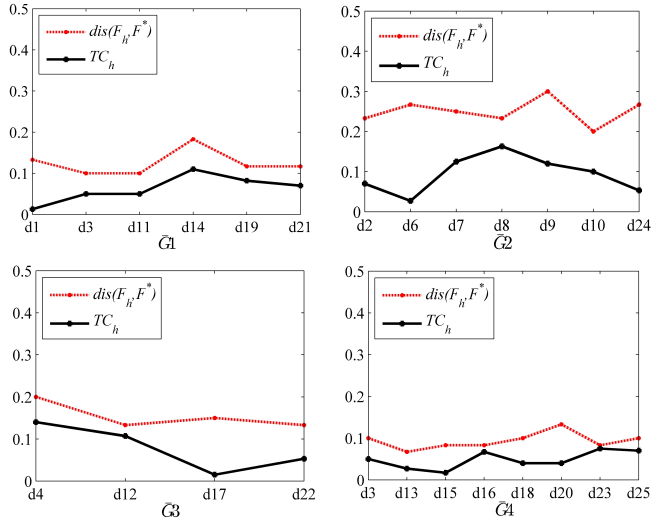 0.5
0.4
0.3
0.2
0.1
0
dis(F_h, F^*)
TC_h
d1 d3 d11 d14 d19 d21
Ḡ1
0.5
0.4
0.3
0.2
0.1
0
dis(F_h, F^*)
TC_h
d2 d6 d7 d8 d9 d10 d24
Ḡ2
0.5
0.4
0.3
0.2
0.1
0
dis(F_h, F^*)
TC_h
d4 d12 d17 d22
Ḡ3
0.5
0.4
0.3
0.2
0.1
0
dis(F_h, F^*)
TC_h
d3 d13 d15 d16 d18 d20 d23 d25
Ḡ4